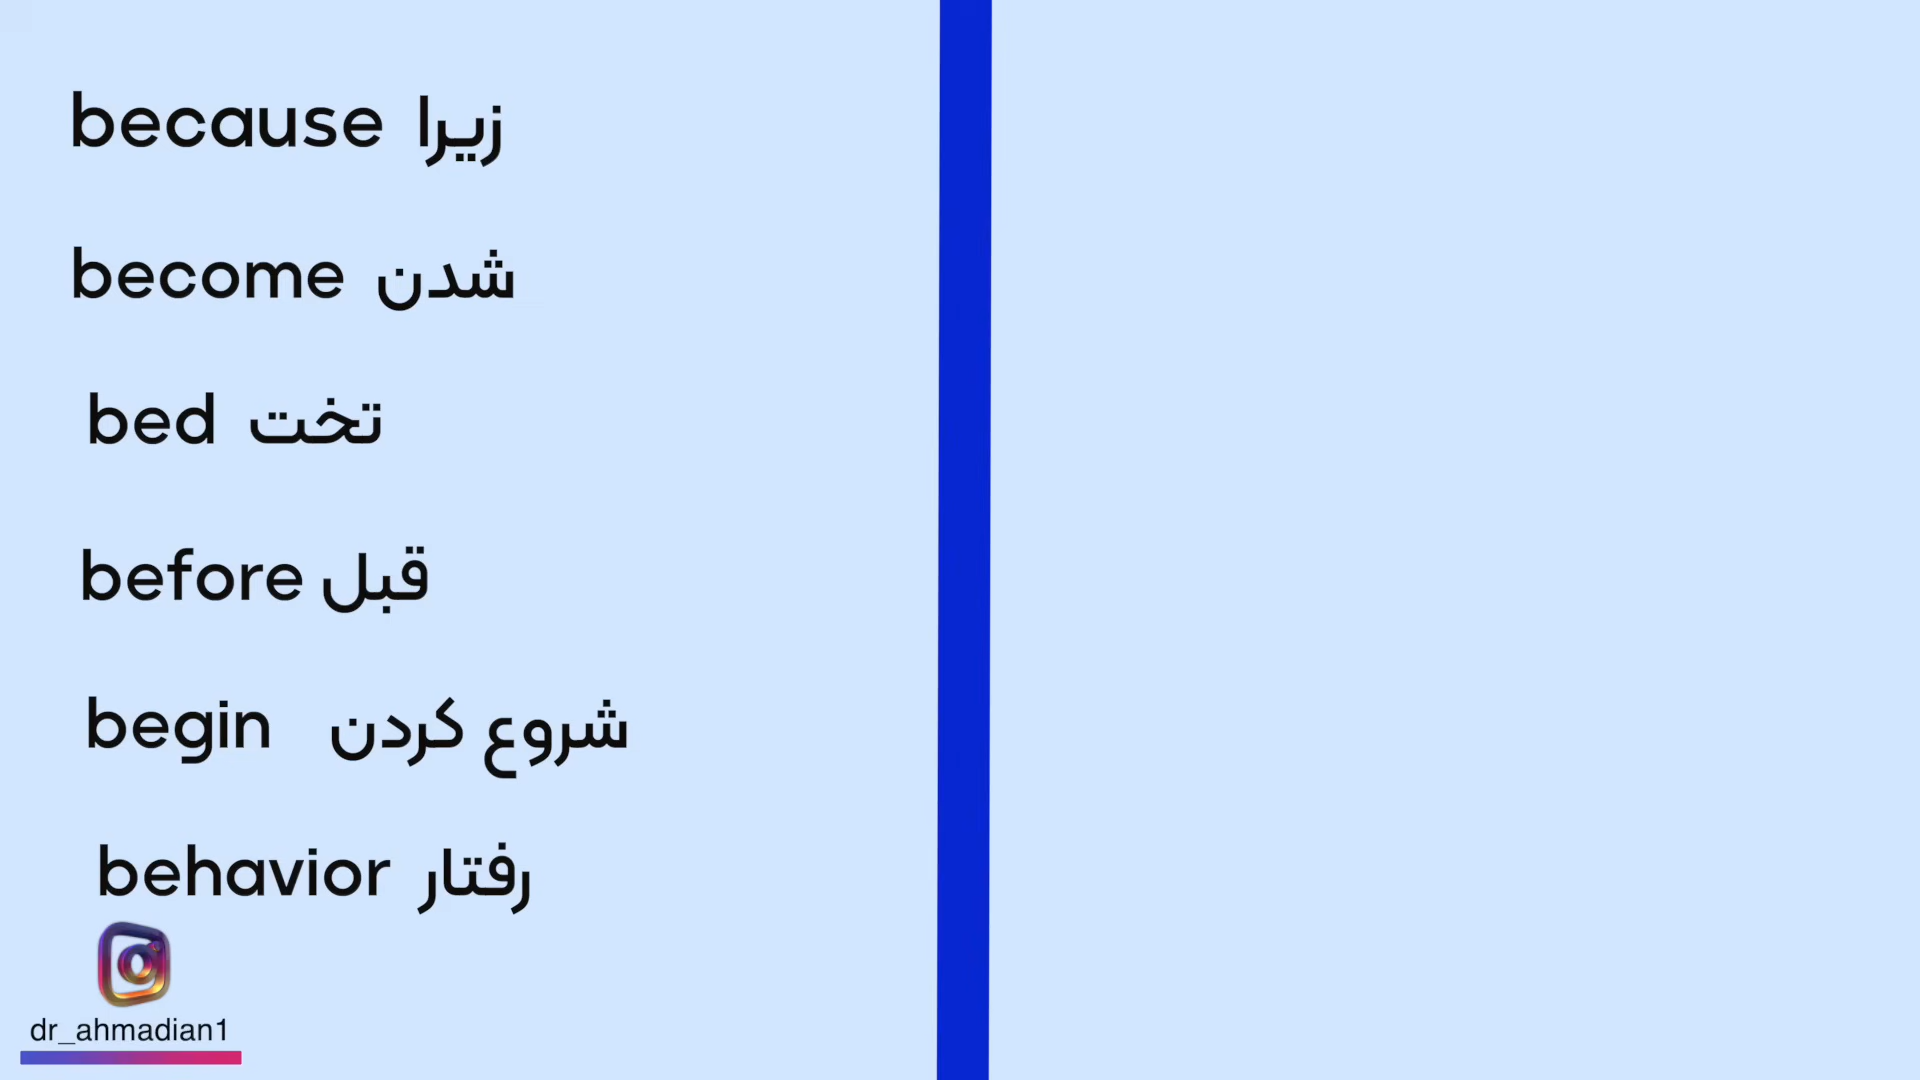 because زیرا
become شدن
bed تخت
before قبل
begin شروع کردن
behavior رفتار
dr_ahmadian1